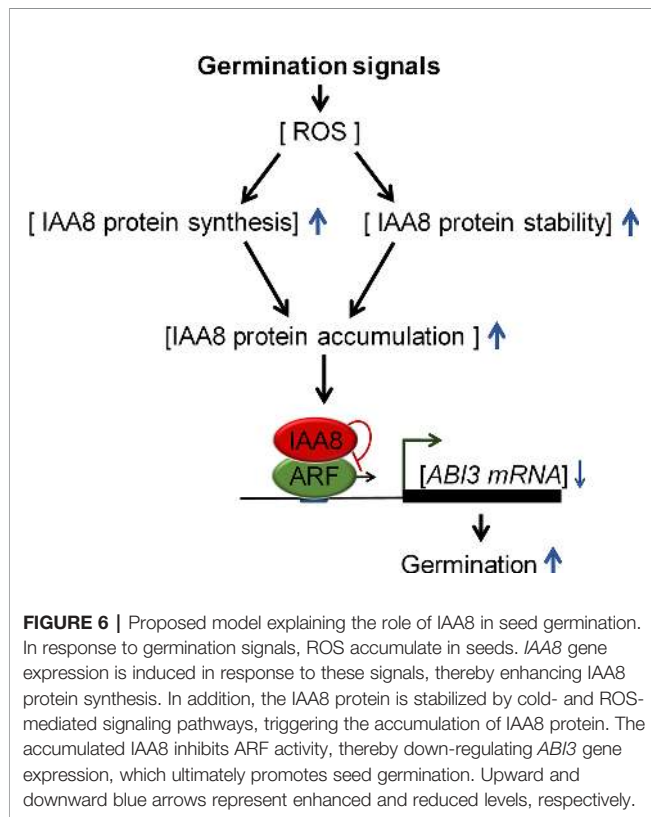 Germination signals
[ ROS ]
[ IAA8 protein synthesis] [ IAA8 protein stability]
[IAA8 protein accumulation ]
IAA8
ARF
[ABI3 mRNA]
Germination
FIGURE 6 | Proposed model explaining the role of IAA8 in seed germination.
In response to germination signals, ROS accumulate in seeds. IAA8 gene
expression is induced in response to these signals, thereby enhancing IAA8
protein synthesis. In addition, the IAA8 protein is stabilized by cold- and ROS-
mediated signaling pathways, triggering the accumulation of IAA8 protein. The
accumulated IAA8 inhibits ARF activity, thereby down-regulating ABI3 gene
expression, which ultimately promotes seed germination. Upward and
downward blue arrows represent enhanced and reduced levels, respectively.